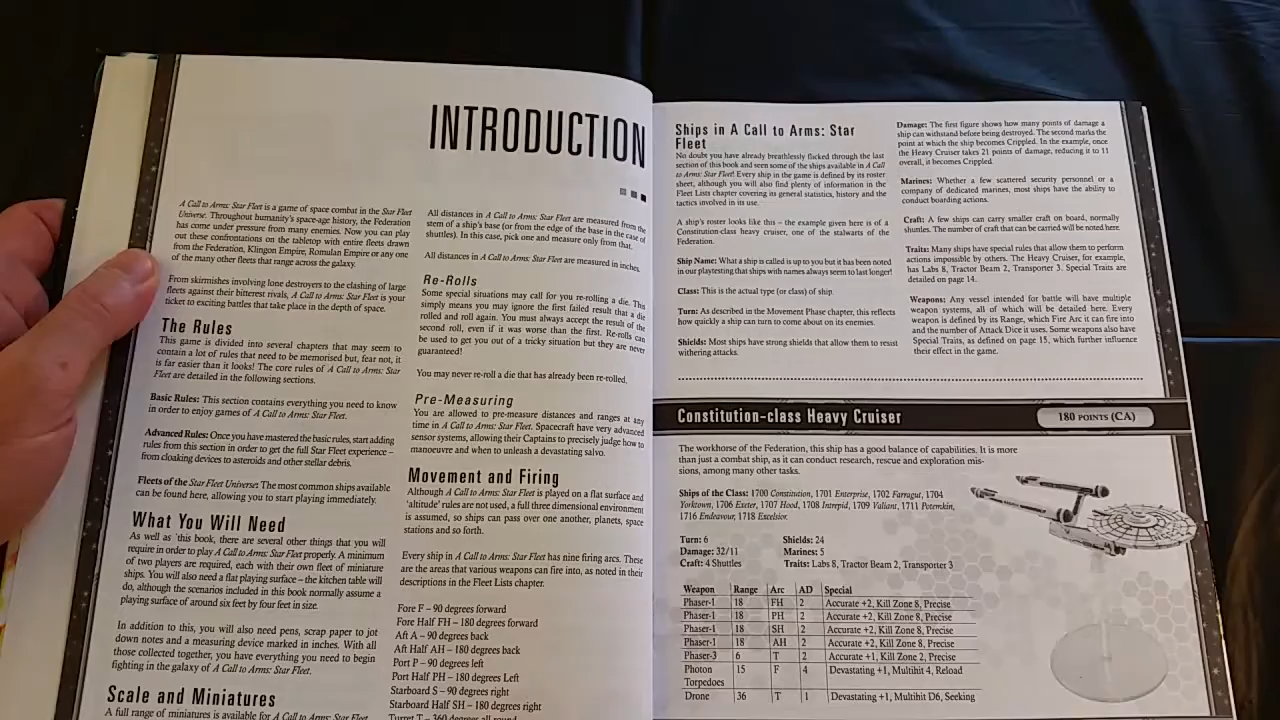 INTRODUCTION
A Call to Arms: Star Fleet is a game of space combat in the Star Fleet
Universe. Throughout humanity's space-age history, the Federation
has come under pressure from many enemies. Now you can play
out these confrontations on the tabletop with entire fleets drawn
from the Federation, Klingon Empire, Romulan Empire or any one
of the many other fleets that range across the galaxy.
From skirmishes involving lone destroyers to the clashing of large
fleets against their bitterest rivals, A Call to Arms: Star Fleet is your
ticket to exciting battles that take place in the depth of space.
The Rules
This game is divided into several chapters that may seem to
contain a lot of rules that need to be memorised but, fear not, it
is far easier than it looks! The core rules of A Call to Arms: Star
Fleet are detailed in the following sections.
Basic Rules: This section contains everything you need to know
in order to enjoy games of A Call to Arms: Star Fleet.
Advanced Rules: Once you have mastered the basic rules, start adding
rules from this section in order to get the full Star Fleet experience –
from cloaking devices to asteroids and other stellar debris.
Fleets of the Star Fleet Universe: The most common ships available
can be found here, allowing you to start playing immediately.
What You Will Need
As well as 'this book, there are several other things that you will
require in order to play A Call to Arms: Star Fleet properly. A minimum
of two players are required, each with their own fleet of miniature
ships. You will also need a flat playing surface – the kitchen table will
do, although the scenarios included in this book normally assume a
playing surface of around six feet by four feet in size.
In addition to this, you will also need pens, scrap paper to jot
down notes and a measuring device marked in inches. With all
those collected together, you have everything you need to begin
fighting in the galaxy of A Call to Arms: Star Fleet.
Scale and Miniatures
A full range of miniatures is available for A Call to Arms: Star Fleet
All distances in A Call to Arms: Star Fleet are measured from the
stem of a ship's base (or from the edge of the base in the case of
shuttles). In this case, pick one and measure only from that.
All distances in A Call to Arms: Star Fleet are measured in inches.
Re-Rolls
Some special situations may call for you re-rolling a die. This
simply means you may ignore the first failed result that a die
rolled and roll again. You must always accept the result of the
second roll, even if it was worse than the first. Re-rolls can
be used to get you out of a tricky situation but they are never
guaranteed!
You may never re-roll a die that has already been re-rolled.
Pre-Measuring
You are allowed to pre-measure distances and ranges at any
time in A Call to Arms: Star Fleet. Spacecraft have very advanced
sensor systems, allowing their Captains to precisely judge how to
manoeuvre and when to unleash a devastating salvo.
Movement and Firing
Although A Call to Arms: Star Fleet is played on a flat surface and
'altitude' rules are not used, a full three dimensional environment
is assumed, so ships can pass over one another, planets, space
stations and so forth.
Every ship in A Call to Arms: Star Fleet has nine firing arcs. These
are the areas that various weapons can fire into, as noted in their
descriptions in the Fleet Lists chapter.
Fore F – 90 degrees forward
Fore Half FH – 180 degrees forward
Aft A – 90 degrees back
Aft Half AH – 180 degrees back
Port P – 90 degrees left
Port Half PH – 180 degrees Left
Starboard S – 90 degrees right
Starboard Half SH – 180 degrees right
Turret T – 360 degrees all round
Ships in A Call to Arms: Star
Fleet
No doubt you have already breathlessly flicked through the last
section of this book and seen some of the ships available in A Call
to Arms: Star Fleet! Every ship in the game is defined by its roster
sheet, although you will also find plenty of information in the
Fleet Lists chapter covering its general statistics, history and the
tactics involved in its use.
A ship's roster looks like this – the example given here is of a
Constitution-class heavy cruiser, one of the stalwarts of the
Federation.
Ship Name: What a ship is called is up to you but it has been noted
in our playtesting that ships with names always seem to last longer!
Class: This is the actual type (or class) of ship.
Turn: As described in the Movement Phase chapter, this reflects
how quickly a ship can turn to come about on its enemies.
Shields: Most ships have strong shields that allow them to resist
withering attacks.
Damage: The first figure shows how many points of damage a
ship can withstand before being destroyed. The second marks the
point at which the ship becomes Crippled. In the example, once
the Heavy Cruiser takes 21 points of damage, reducing it to 11
overall, it becomes Crippled.
Marines: Whether a few scattered security personnel or a
company of dedicated marines, most ships have the ability to
conduct boarding actions.
Craft: A few ships can carry smaller craft on board, normally
shuttles. The number of craft that can be carried will be noted here.
Traits: Many ships have special rules that allow them to perform
actions impossible by others. The Heavy Cruiser, for example,
has Labs 8, Tractor Beam 2, Transporter 3. Special Traits are
detailed on page 14.
Weapons: Any vessel intended for battle will have multiple
weapon systems, all of which will be detailed here. Every
weapon is defined by its Range, which Fire Arc it can fire into
and the number of Attack Dice it uses. Some weapons also have
Special Traits, as defined on page 15, which further influence
their effect in the game.
Constitution-class Heavy Cruiser 180 POINTS (CA)
The workhorse of the Federation, this ship has a good balance of capabilities. It is more
than just a combat ship, as it can conduct research, rescue and exploration mis-
sions, among many other tasks.
Ships of the Class: 1700 Constitution, 1701 Enterprise, 1702 Farragut, 1704
Yorktown, 1706 Exeter, 1707 Hood, 1708 Intrepid, 1709 Valiant, 1711 Potemkin,
1716 Endeavour, 1718 Excelsior.
Turn: 6 Shields: 24
Damage: 32/11 Marines: 5
Craft: 4 Shuttles Traits: Labs 8, Tractor Beam 2, Transporter 3
Weapon Range Arc AD Special
Phaser-1 18 FH 2 Accurate +2, Kill Zone 8, Precise
Phaser-1 18 PH 2 Accurate +2, Kill Zone 8, Precise
Phaser-1 18 SH 2 Accurate +2, Kill Zone 8, Precise
Phaser-1 18 AH 2 Accurate +2, Kill Zone 8, Precise
Phaser-3 6 T 2 Accurate +1, Kill Zone 2, Precise
Photon 15 F 4 Devastating +1, Multihit 4, Reload
Torpedoes
Drone 36 T 1 Devastating +1, Multihit D6, Seeking